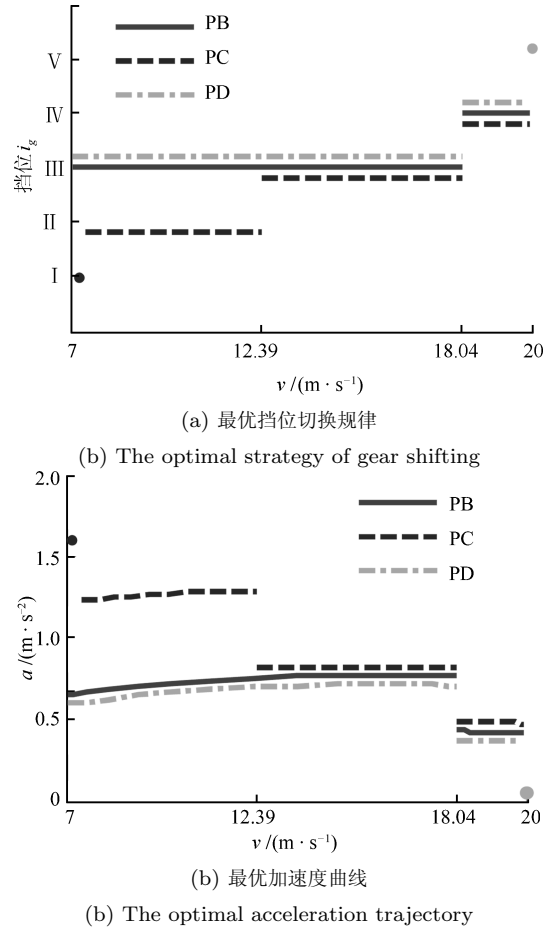 PB
PC
PD
V
IV
III
II
I
挡位 i_g
7 12.39 18.04 20
v /(m · s⁻¹)
(a) 最优挡位切换规律
(b) The optimal strategy of gear shifting
2.0
1.5
1.0
0.5
0
PB
PC
PD
a /(m · s⁻²)
7 12.39 18.04 20
v /(m · s⁻¹)
(b) 最优加速度曲线
(b) The optimal acceleration trajectory